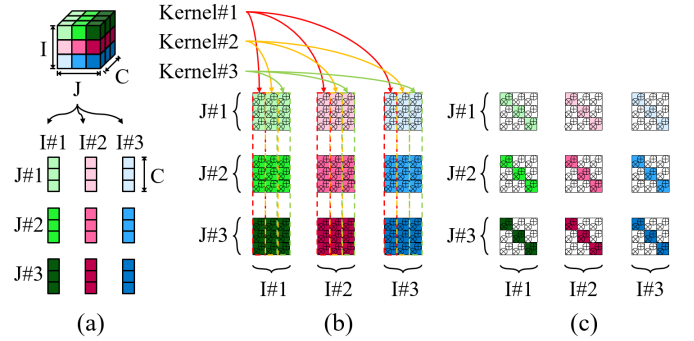 Kernel#1
Kernel#2
Kernel#3
I
J
C
I#1 I#2 I#3
J#1
C
J#2
J#3
J#1
J#2
J#3
I#1 I#2 I#3
J#1
J#2
J#3
I#1 I#2 I#3
(a) (b) (c)